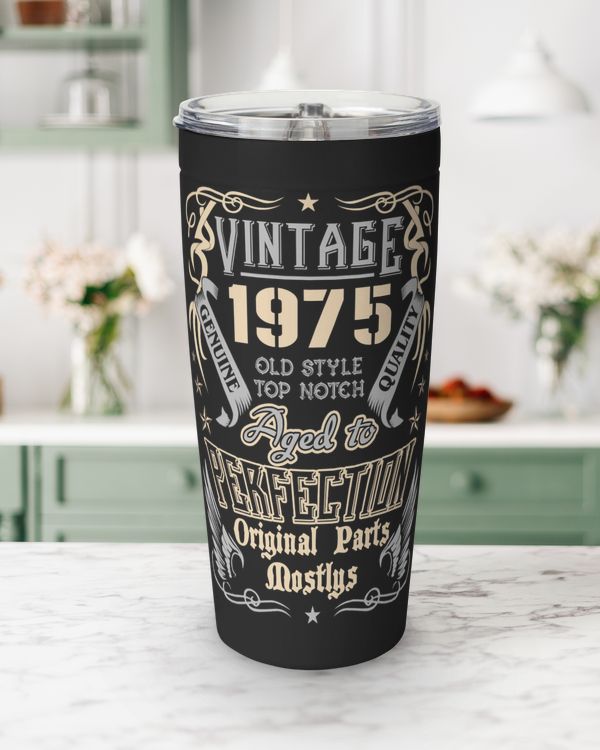 VINTAGE
1975
GENUINE
QUALITY
OLD STYLE
TOP NOTCH
Aged to
PERFECTION
Original Parts
Mostlys